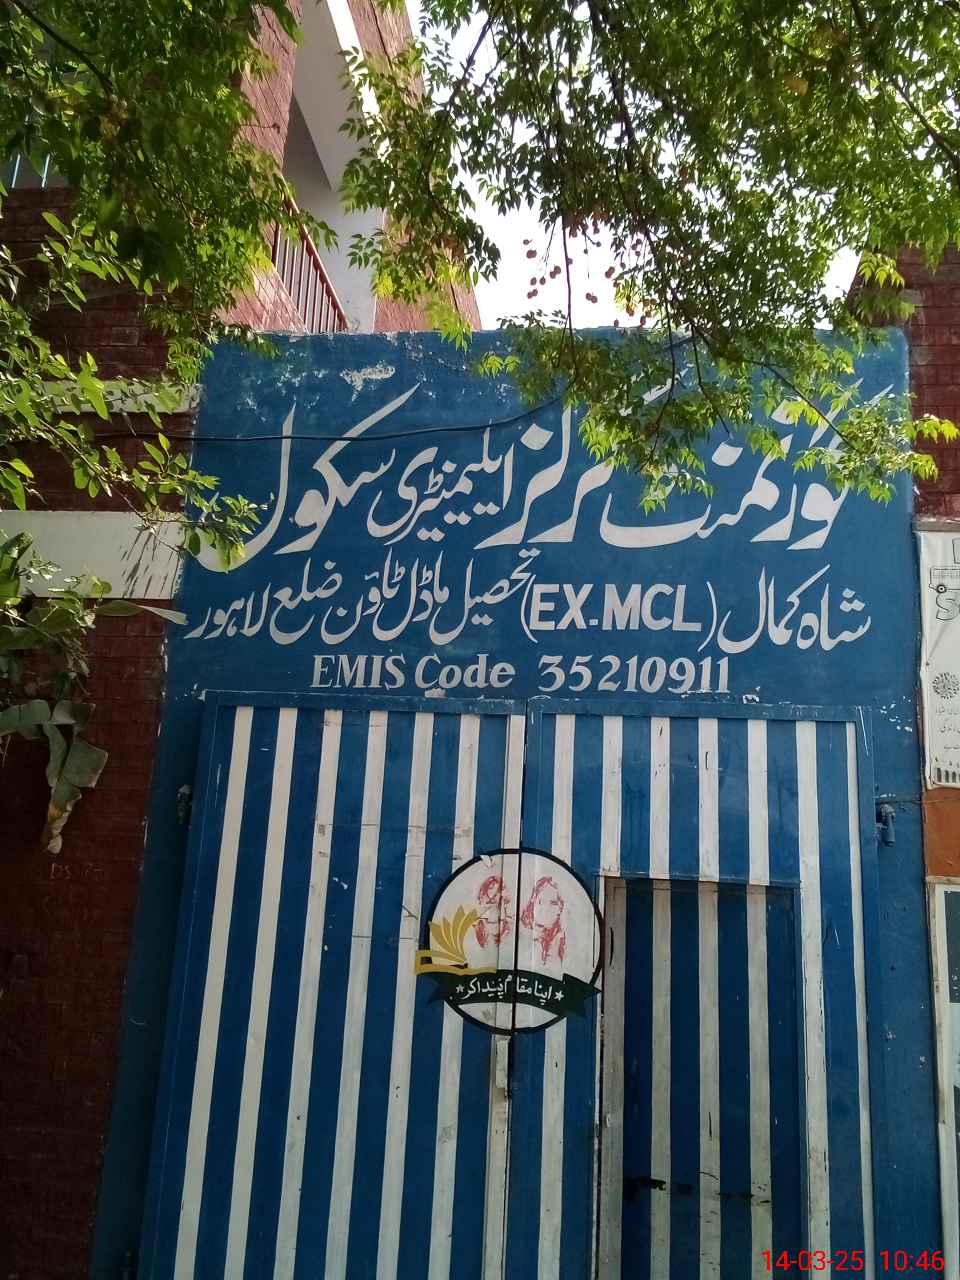 گورنمنٹ گرلز ایلیمنٹری سکول
شاہ کمال (EX-MCL) تحصیل ماڈل ٹاؤن ضلع لاہور
EMIS Code 35210911
اپنا مقام پیدا کر
14-03-25 10:46